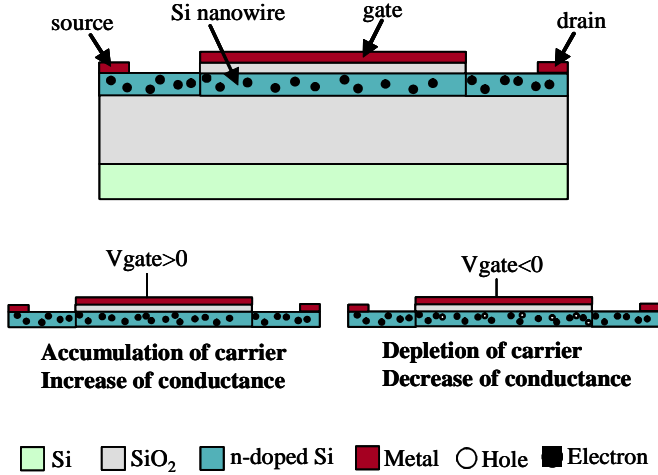 source
Si nanowire
gate
drain
Vgate>0
Vgate<0
Accumulation of carrier
Increase of conductance
Depletion of carrier
Decrease of conductance
Si SiO₂ n-doped Si Metal Hole Electron